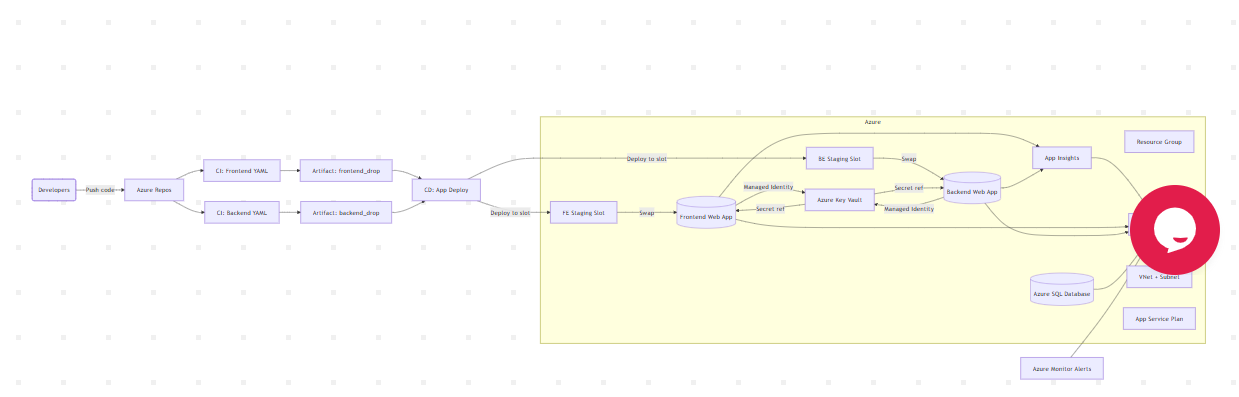 Azure
Resource Group
Deploy to slot
BE Staging Slot
Swap
App Insights
CI: Frontend YAML
Artifact: frontend_drop
Developers
Push code
Azure Repos
CD: App Deploy
Managed Identity
Secret ref
Backend Web App
Azure Key Vault
Secret ref
Managed Identity
CI: Backend YAML
Artifact: backend_drop
Deploy to slot
FE Staging Slot
Swap
Frontend Web App
VNet + Subnet
Azure SQL Database
App Service Plan
Azure Monitor Alerts